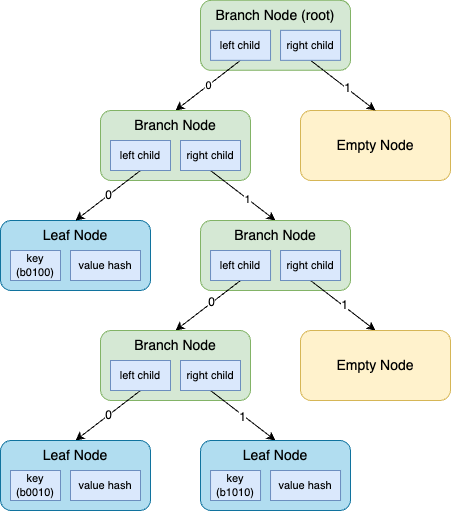 Branch Node (root)
left child
right child
0
1
Branch Node
left child
right child
Empty Node
0
1
Leaf Node
key
(b0100)
value hash
Branch Node
left child
right child
0
1
Branch Node
left child
right child
Empty Node
0
1
Leaf Node
key
(b0010)
value hash
Leaf Node
key
(b1010)
value hash